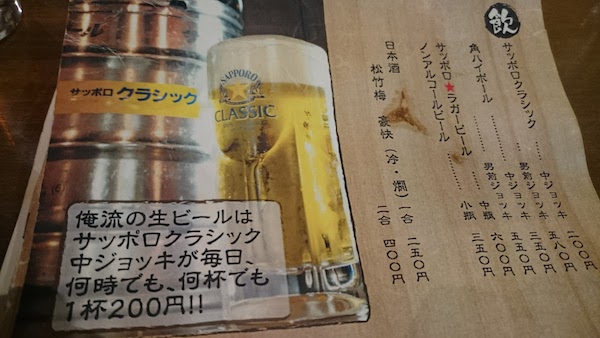 飲
サッポロクラシック……中ジョッキ 二〇〇円
男前ジョッキ 五八〇円
角ハイボール……中ジョッキ 三五〇円
男前ジョッキ 五五〇円
サッポロ★ラガービール……中瓶 六〇〇円
ノンアルコールビール……小瓶 三五〇円
日本酒
松竹梅 豪快(冷・燗)一合 二五〇円
二合 四〇〇円
ール
サッポロ クラシック
SAPPORO
CLASSIC
俺流の生ビールは
サッポロクラシック
中ジョッキが毎日、
何時でも、何杯でも
1杯200円!!